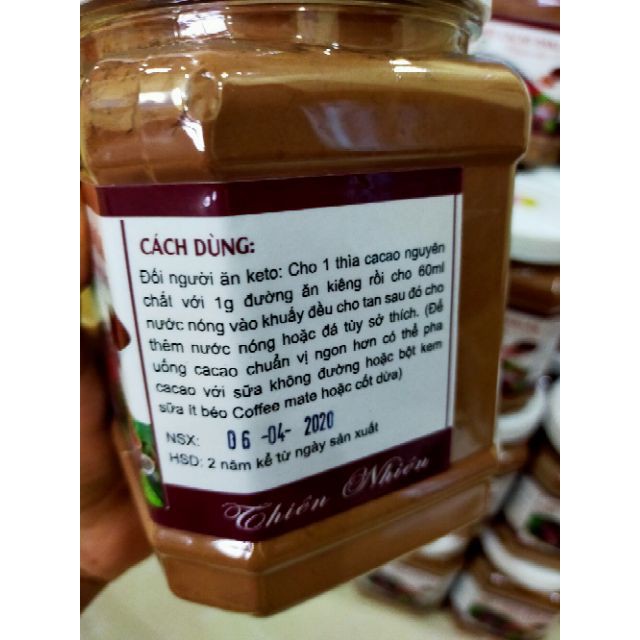 CÁCH DÙNG:
Đối người ăn keto: Cho 1 thìa cacao nguyên
chất với 1g đường ăn kiêng rồi cho 60ml
nước nóng vào khuấy đều cho tan sau đó cho
thêm nước nóng hoặc đá tùy sở thích. (Để
uống cacao chuẩn vị ngon hơn có thể pha
cacao với sữa không đường hoặc bột kem
sữa ít béo Coffee mate hoặc cốt dừa)
NSX: 06-04-2020
HSD: 2 năm kể từ ngày sản xuất
Thiên Nhiên